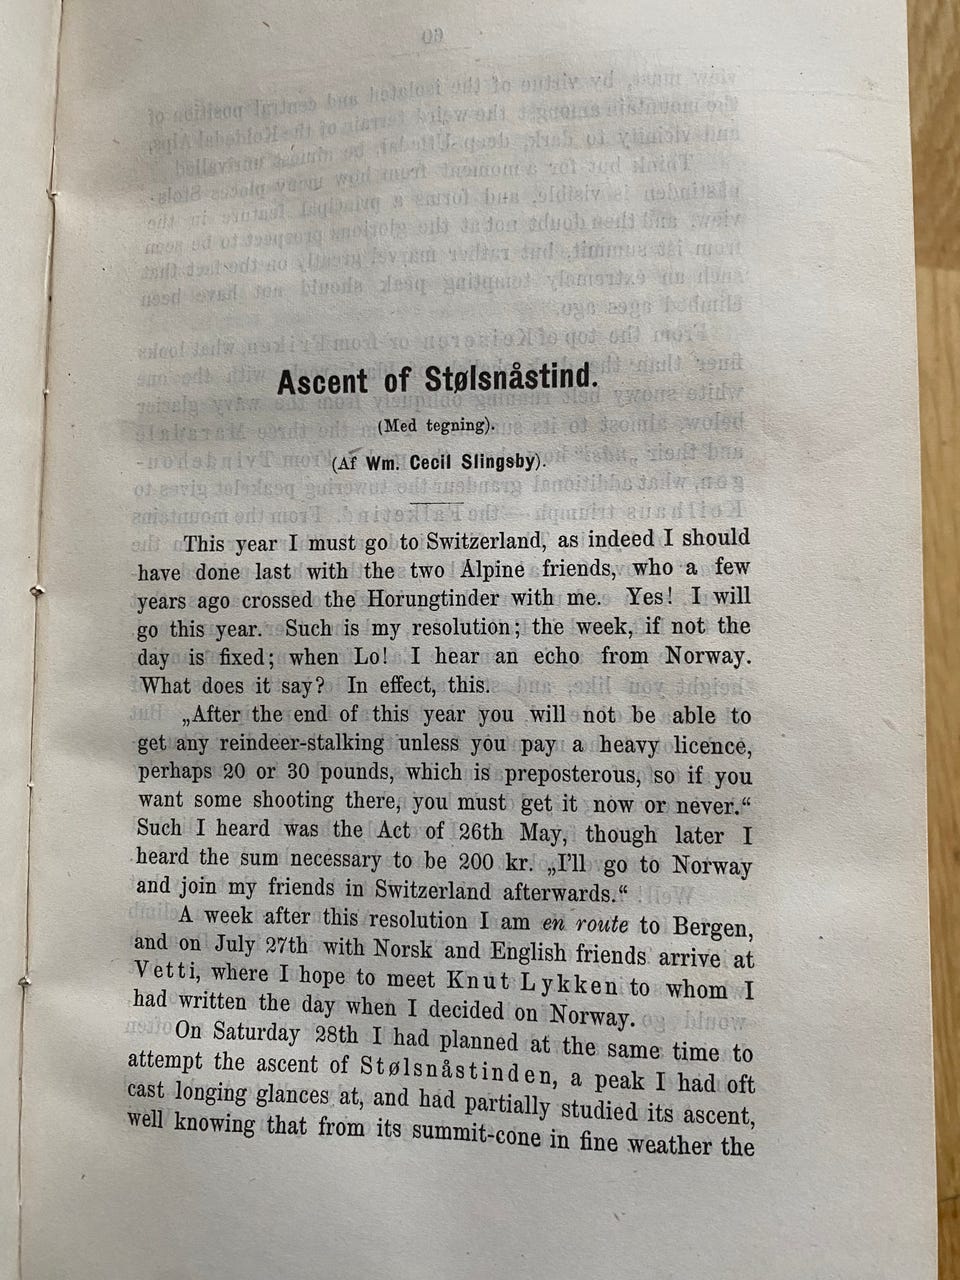 Ascent of Stølsnåstind.
(Med tegning).
(Af Wm. Cecil Slingsby).
This year I must go to Switzerland, as indeed I should
have done last with the two Alpine friends, who a few
years ago crossed the Horungtinder with me. Yes! I will
go this year. Such is my resolution; the week, if not the
day is fixed; when Lo! I hear an echo from Norway.
What does it say? In effect, this.
„After the end of this year you will not be able to
get any reindeer-stalking unless you pay a heavy licence,
perhaps 20 or 30 pounds, which is preposterous, so if you
want some shooting there, you must get it now or never.“
Such I heard was the Act of 26th May, though later I
heard the sum necessary to be 200 kr. „I'll go to Norway
and join my friends in Switzerland afterwards.“
A week after this resolution I am en route to Bergen,
and on July 27th with Norsk and English friends arrive at
Vetti, where I hope to meet Knut Lykken to whom I
had written the day when I decided on Norway.
On Saturday 28th I had planned at the same time to
attempt the ascent of Stølsnåstinden, a peak I had oft
cast longing glances at, and had partially studied its ascent,
well knowing that from its summit-cone in fine weather the